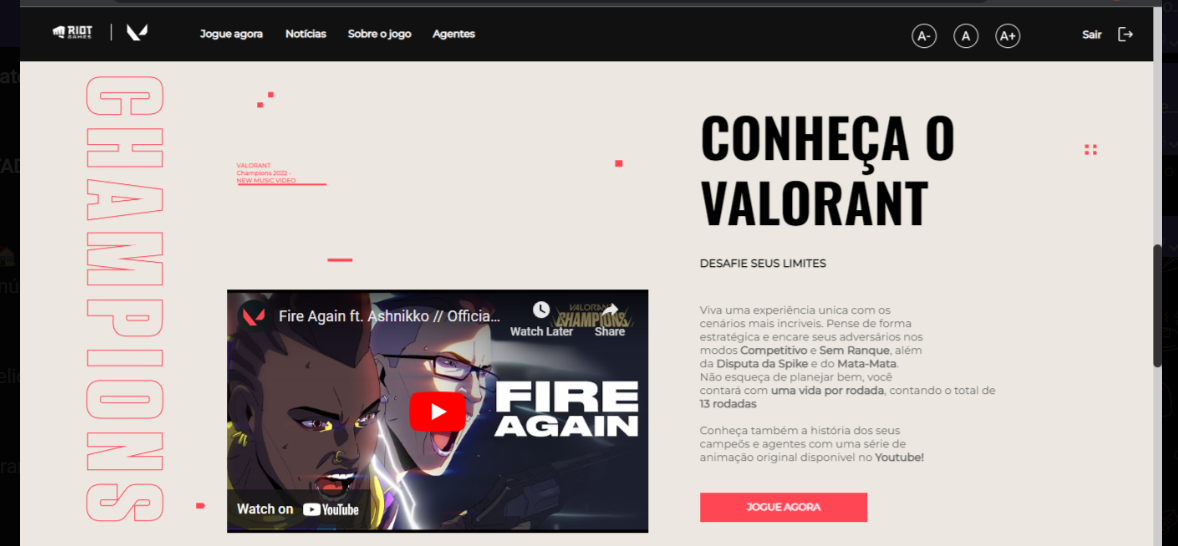 RIOT GAMES
Jogue agora
Notícias
Sobre o jogo
Agentes
A-
A
A+
Sair
CHAMPIONS
VALORANT
Champions 2022 -
NEW MUSIC VIDEO
Fire Again ft. Ashnikko // Officia...
Watch Later
Share
VALORANT
CHAMPIONS
FIRE
AGAIN
Watch on YouTube
CONHEÇA O
VALORANT
DESAFIE SEUS LIMITES
Viva uma experiência unica com os
cenários mais incriveis. Pense de forma
estratégica e encare seus adversários nos
modos Competitivo e Sem Ranque, além
da Disputa da Spike e do Mata-Mata.
Não esqueça de planejar bem, você
contará com uma vida por rodada, contando o total de
13 rodadas
Conheça também a história dos seus
campeõs e agentes com uma série de
animação original disponivel no Youtube!
JOGUE AGORA